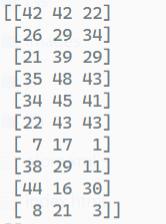 [[42 42 22]
[26 29 34]
[21 39 29]
[35 48 43]
[34 45 41]
[22 43 43]
[ 7 17  1]
[38 29 11]
[44 16 30]
[ 8 21  3]]